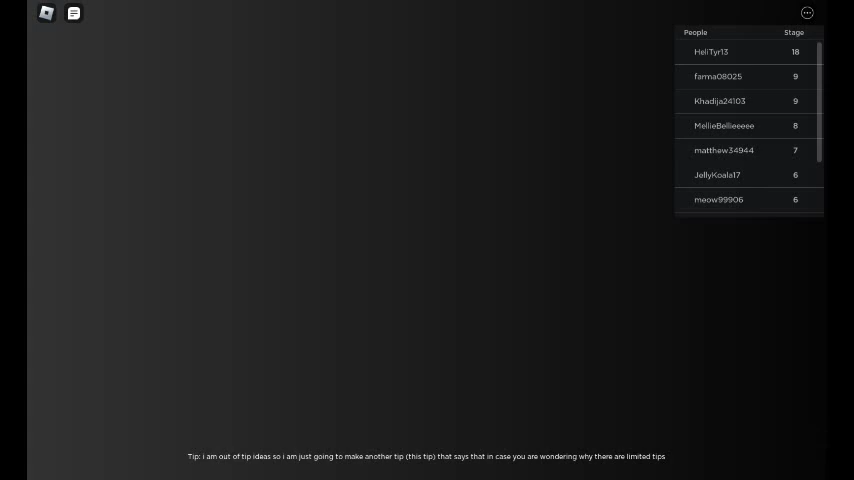 People Stage
HeliTyr13 18
farma08025 9
Khadija24103 9
MellieBellieeeee 8
matthew34944 7
JellyKoala17 6
meow99906 6
Tip: i am out of tip ideas so i am just going to make another tip (this tip) that says that in case you are wondering why there are limited tips